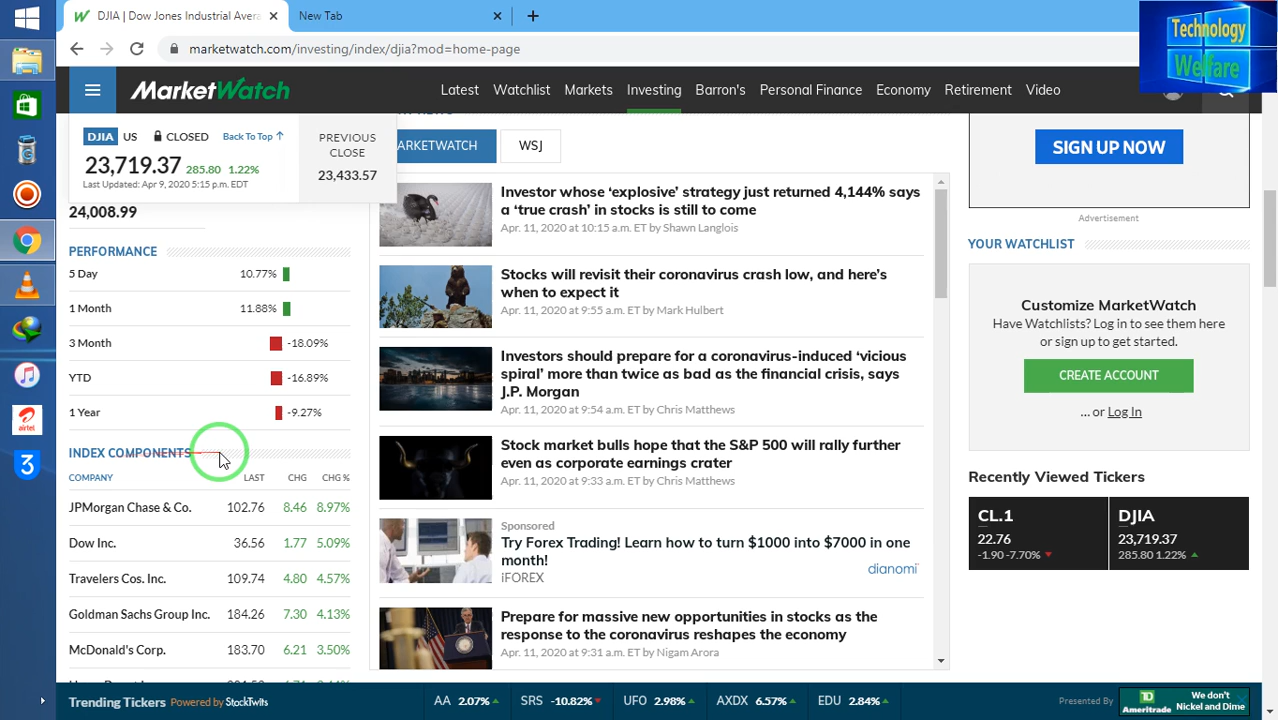 DJIA | Dow Jones Industrial Avera
New Tab
marketwatch.com/investing/index/djia?mod=home-page
Technology
Welfare
MarketWatch
Latest Watchlist Markets Investing Barron's Personal Finance Economy Retirement Video
DJIA US CLOSED Back To Top
23,719.37 285.80 1.22%
Last Updated: Apr 9, 2020 5:15 p.m. EDT
PREVIOUS
CLOSE
23,433.57
24,008.99
PERFORMANCE
5 Day 10.77%
1 Month 11.88%
3 Month -18.09%
YTD -16.89%
1 Year -9.27%
INDEX COMPONENTS
COMPANY LAST CHG CHG %
JPMorgan Chase & Co. 102.76 8.46 8.97%
Dow Inc. 36.56 1.77 5.09%
Travelers Cos. Inc. 109.74 4.80 4.57%
Goldman Sachs Group Inc. 184.26 7.30 4.13%
McDonald's Corp. 183.70 6.21 3.50%
ARKETWATCH
WSJ
Investor whose ‘explosive’ strategy just returned 4,144% says
a ‘true crash’ in stocks is still to come
Apr. 11, 2020 at 10:15 a.m. ET by Shawn Langlois
Stocks will revisit their coronavirus crash low, and here’s
when to expect it
Apr. 11, 2020 at 9:55 a.m. ET by Mark Hulbert
Investors should prepare for a coronavirus-induced ‘vicious
spiral’ more than twice as bad as the financial crisis, says
J.P. Morgan
Apr. 11, 2020 at 9:54 a.m. ET by Chris Matthews
Stock market bulls hope that the S&P 500 will rally further
even as corporate earnings crater
Apr. 11, 2020 at 9:33 a.m. ET by Chris Matthews
Sponsored
Try Forex Trading! Learn how to turn $1000 into $7000 in one
month!
iFOREX
dianomi
Prepare for massive new opportunities in stocks as the
response to the coronavirus reshapes the economy
Apr. 11, 2020 at 9:31 a.m. ET by Nigam Arora
SIGN UP NOW
Advertisement
YOUR WATCHLIST
Customize MarketWatch
Have Watchlists? Log in to see them here
or sign up to get started.
CREATE ACCOUNT
... or Log In
Recently Viewed Tickers
CL.1
22.76
-1.90 -7.70%
DJIA
23,719.37
285.80 1.22%
airtel
Trending Tickers Powered by StockTwits
AA 2.07% SRS -10.82% UFO 2.98% AXDX 6.57% EDU 2.84%
Presented By
TD
Ameritrade
We don't
Nickel and Dime